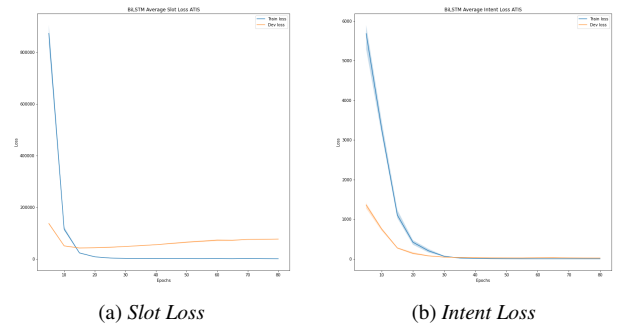 BiLSTM Average Slot Loss ATIS
Train loss
Dev loss
800000
600000
400000
200000
0
Loss
10 20 30 40 50 60 70 80
Epochs
(a) Slot Loss
BiLSTM Average Intent Loss ATIS
Train loss
Dev loss
6000
5000
4000
3000
2000
1000
0
Loss
10 20 30 40 50 60 70 80
Epochs
(b) Intent Loss